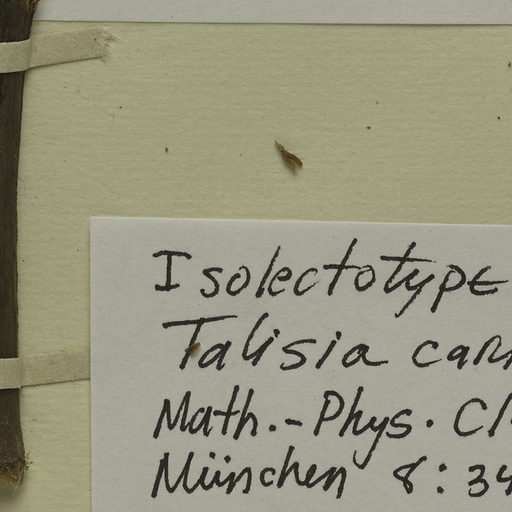 Isolectotype
Talisia
Math.-Phys. Cl
München 8:34